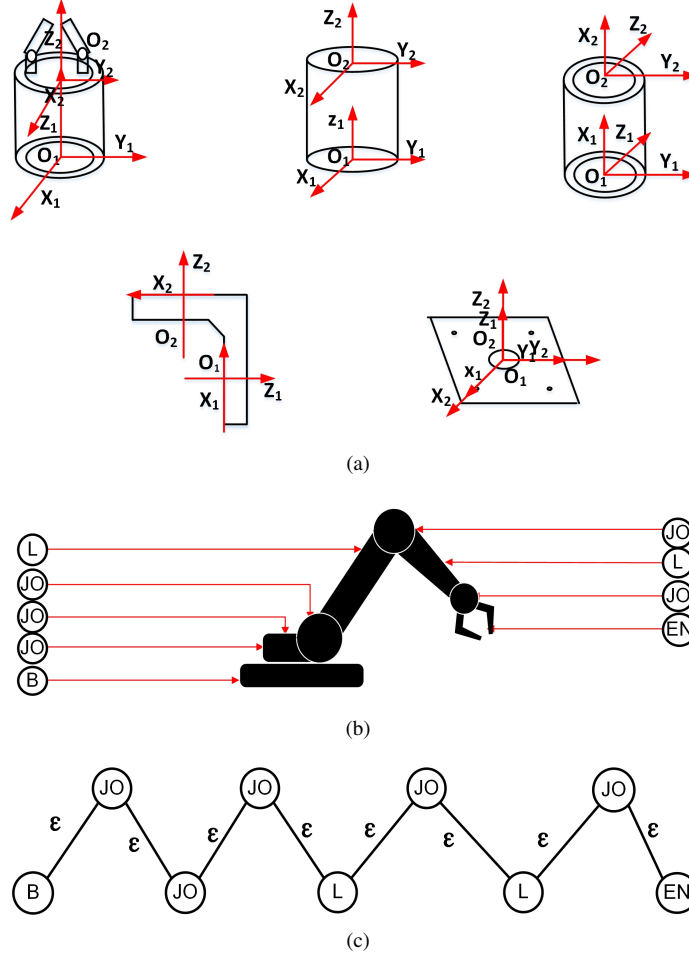 Z₂ O₂
Y₂
X₂
Z₁
O₁ Y₁
X₁
Z₂
O₂ Y₂
X₂
z₁
O₁ Y₁
X₁
X₂ Z₂
Y₂
O₂
X₁ Z₁
Y₁
O₁
Z₂
X₂
O₂
O₁
X₁ Z₁
Z₂
Z₁
O₂ Y₁ Y₂
x₁ O₁
X₂
(a)
L JO
JO L
JO JO
JO EN
B
(b)
JO JO JO JO
ε ε ε ε ε ε ε ε
B JO L L EN
(c)